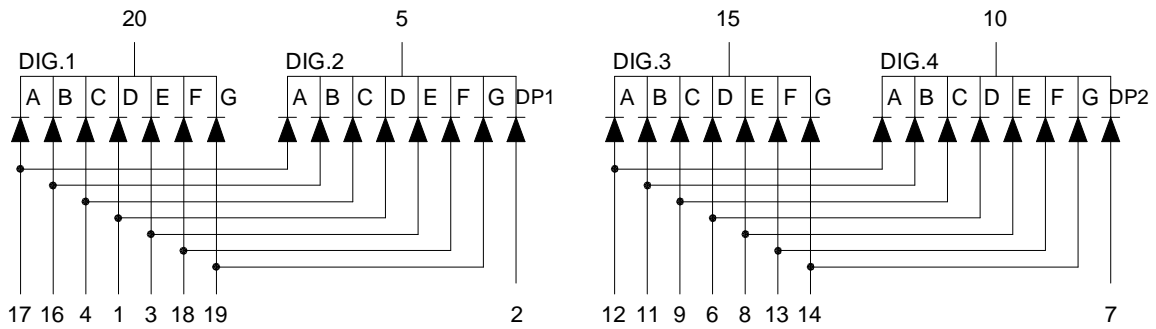 20 5 15 10
DIG.1 DIG.2 DIG.3 DIG.4
A B C D E F G A B C D E F G DP1 A B C D E F G A B C D E F G DP2
17 16 4 1 3 18 19 2 12 11 9 6 8 13 14 7